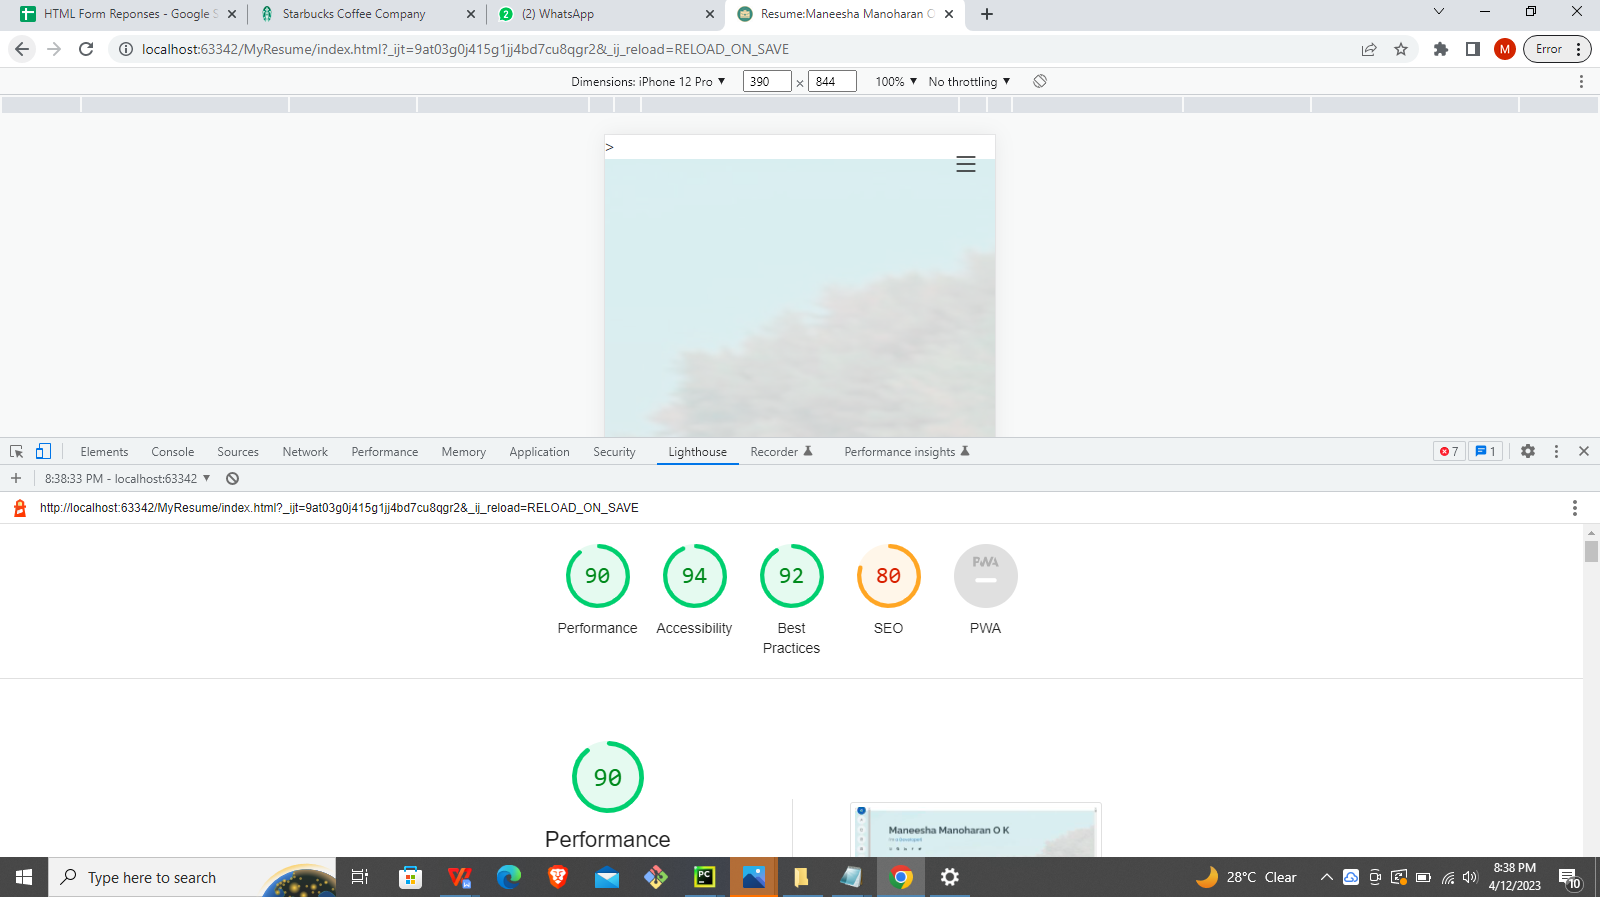 HTML Form Reponses - Google S
Starbucks Coffee Company
(2) WhatsApp
Resume:Maneesha Manoharan O
localhost:63342/MyResume/index.html?_ijt=9at03g0j415g1jj4bd7cu8qgr2&_ij_reload=RELOAD_ON_SAVE
M
Error
Dimensions: iPhone 12 Pro
390 × 844
100%
No throttling
>
Elements
Console
Sources
Network
Performance
Memory
Application
Security
Lighthouse
Recorder
Performance insights
7
1
8:38:33 PM - localhost:63342
http://localhost:63342/MyResume/index.html?_ijt=9at03g0j415g1jj4bd7cu8qgr2&_ij_reload=RELOAD_ON_SAVE
90
94
92
80
PWA
Performance
Accessibility
Best
Practices
SEO
PWA
90
Performance
Maneesha Manoharan O K
Type here to search
PC
28°C Clear
8:38 PM
4/12/2023
10